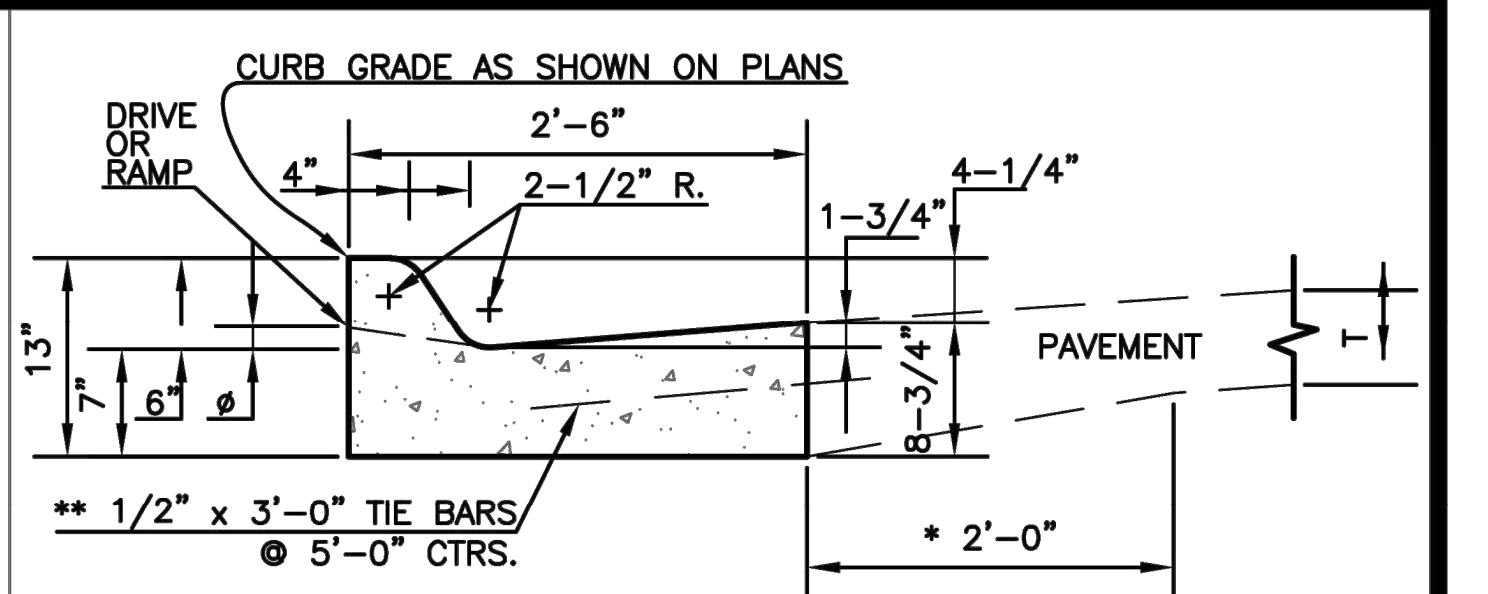 CURB GRADE AS SHOWN ON PLANS
DRIVE
OR
RAMP
2'-6"
4"
2-1/2" R.
4-1/4"
1-3/4"
13"
7"
6"
ø
8-3/4"
PAVEMENT
T
** 1/2" x 3'-0" TIE BARS
@ 5'-0" CTRS.
* 2'-0"